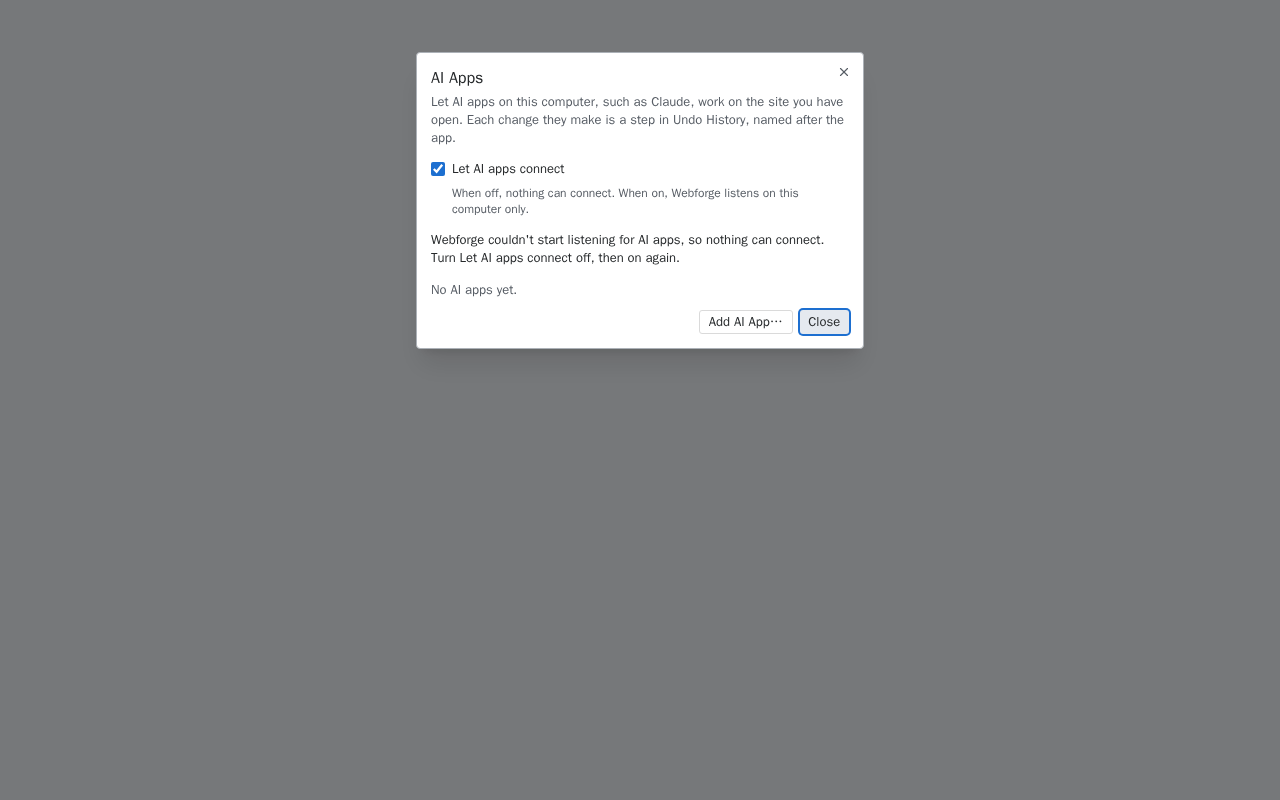 AI Apps
Let AI apps on this computer, such as Claude, work on the site you have
open. Each change they make is a step in Undo History, named after the
app.
Let AI apps connect
When off, nothing can connect. When on, Webforge listens on this
computer only.
Webforge couldn't start listening for AI apps, so nothing can connect.
Turn Let AI apps connect off, then on again.
No AI apps yet.
Add AI App⋯ Close